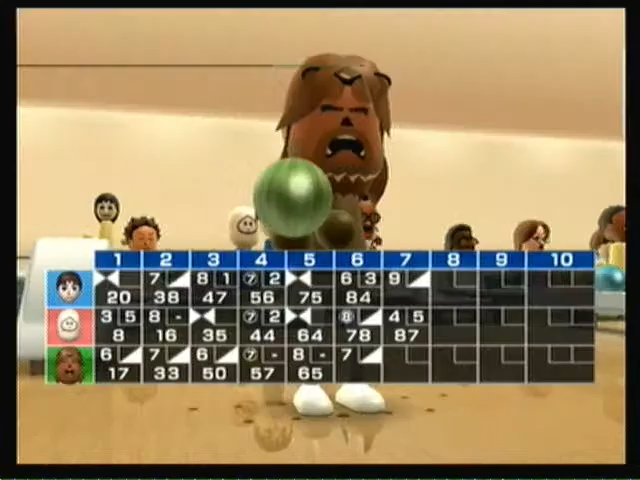 1 2 3 4 5 6 7 8 9 10
7 8 1 ⑦ 2 6 3 9
20 38 47 56 75 84
3 5 8 - ⑦ 2 ⑧ 4 5
8 16 35 44 64 78 87
6 7 6 ⑦ - 8 - 7
17 33 50 57 65